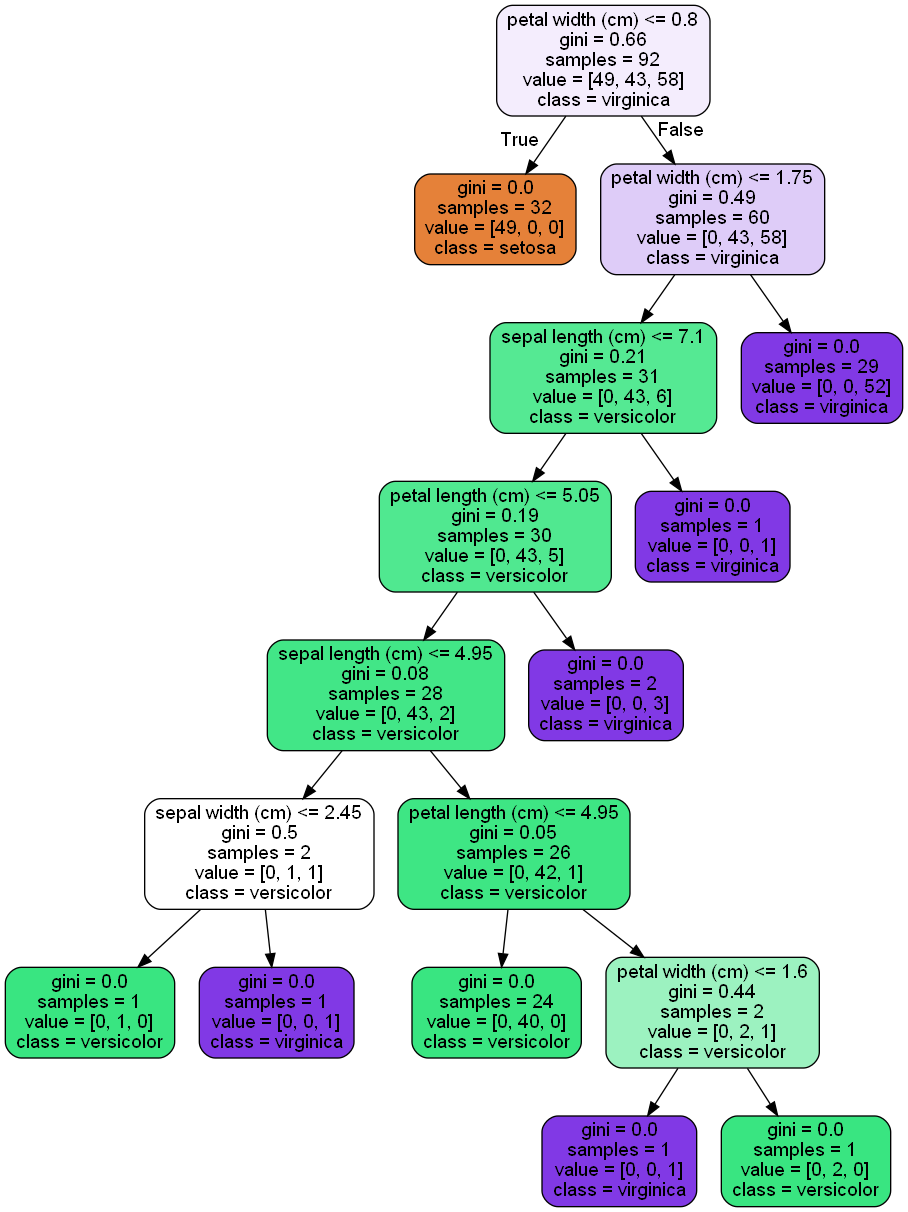 petal width (cm) <= 0.8
gini = 0.66
samples = 92
value = [49, 43, 58]
class = virginica
True
False
gini = 0.0
samples = 32
value = [49, 0, 0]
class = setosa
petal width (cm) <= 1.75
gini = 0.49
samples = 60
value = [0, 43, 58]
class = virginica
sepal length (cm) <= 7.1
gini = 0.21
samples = 31
value = [0, 43, 6]
class = versicolor
gini = 0.0
samples = 29
value = [0, 0, 52]
class = virginica
petal length (cm) <= 5.05
gini = 0.19
samples = 30
value = [0, 43, 5]
class = versicolor
gini = 0.0
samples = 1
value = [0, 0, 1]
class = virginica
sepal length (cm) <= 4.95
gini = 0.08
samples = 28
value = [0, 43, 2]
class = versicolor
gini = 0.0
samples = 2
value = [0, 0, 3]
class = virginica
sepal width (cm) <= 2.45
gini = 0.5
samples = 2
value = [0, 1, 1]
class = versicolor
petal length (cm) <= 4.95
gini = 0.05
samples = 26
value = [0, 42, 1]
class = versicolor
gini = 0.0
samples = 1
value = [0, 1, 0]
class = versicolor
gini = 0.0
samples = 1
value = [0, 0, 1]
class = virginica
gini = 0.0
samples = 24
value = [0, 40, 0]
class = versicolor
petal width (cm) <= 1.6
gini = 0.44
samples = 2
value = [0, 2, 1]
class = versicolor
gini = 0.0
samples = 1
value = [0, 0, 1]
class = virginica
gini = 0.0
samples = 1
value = [0, 2, 0]
class = versicolor